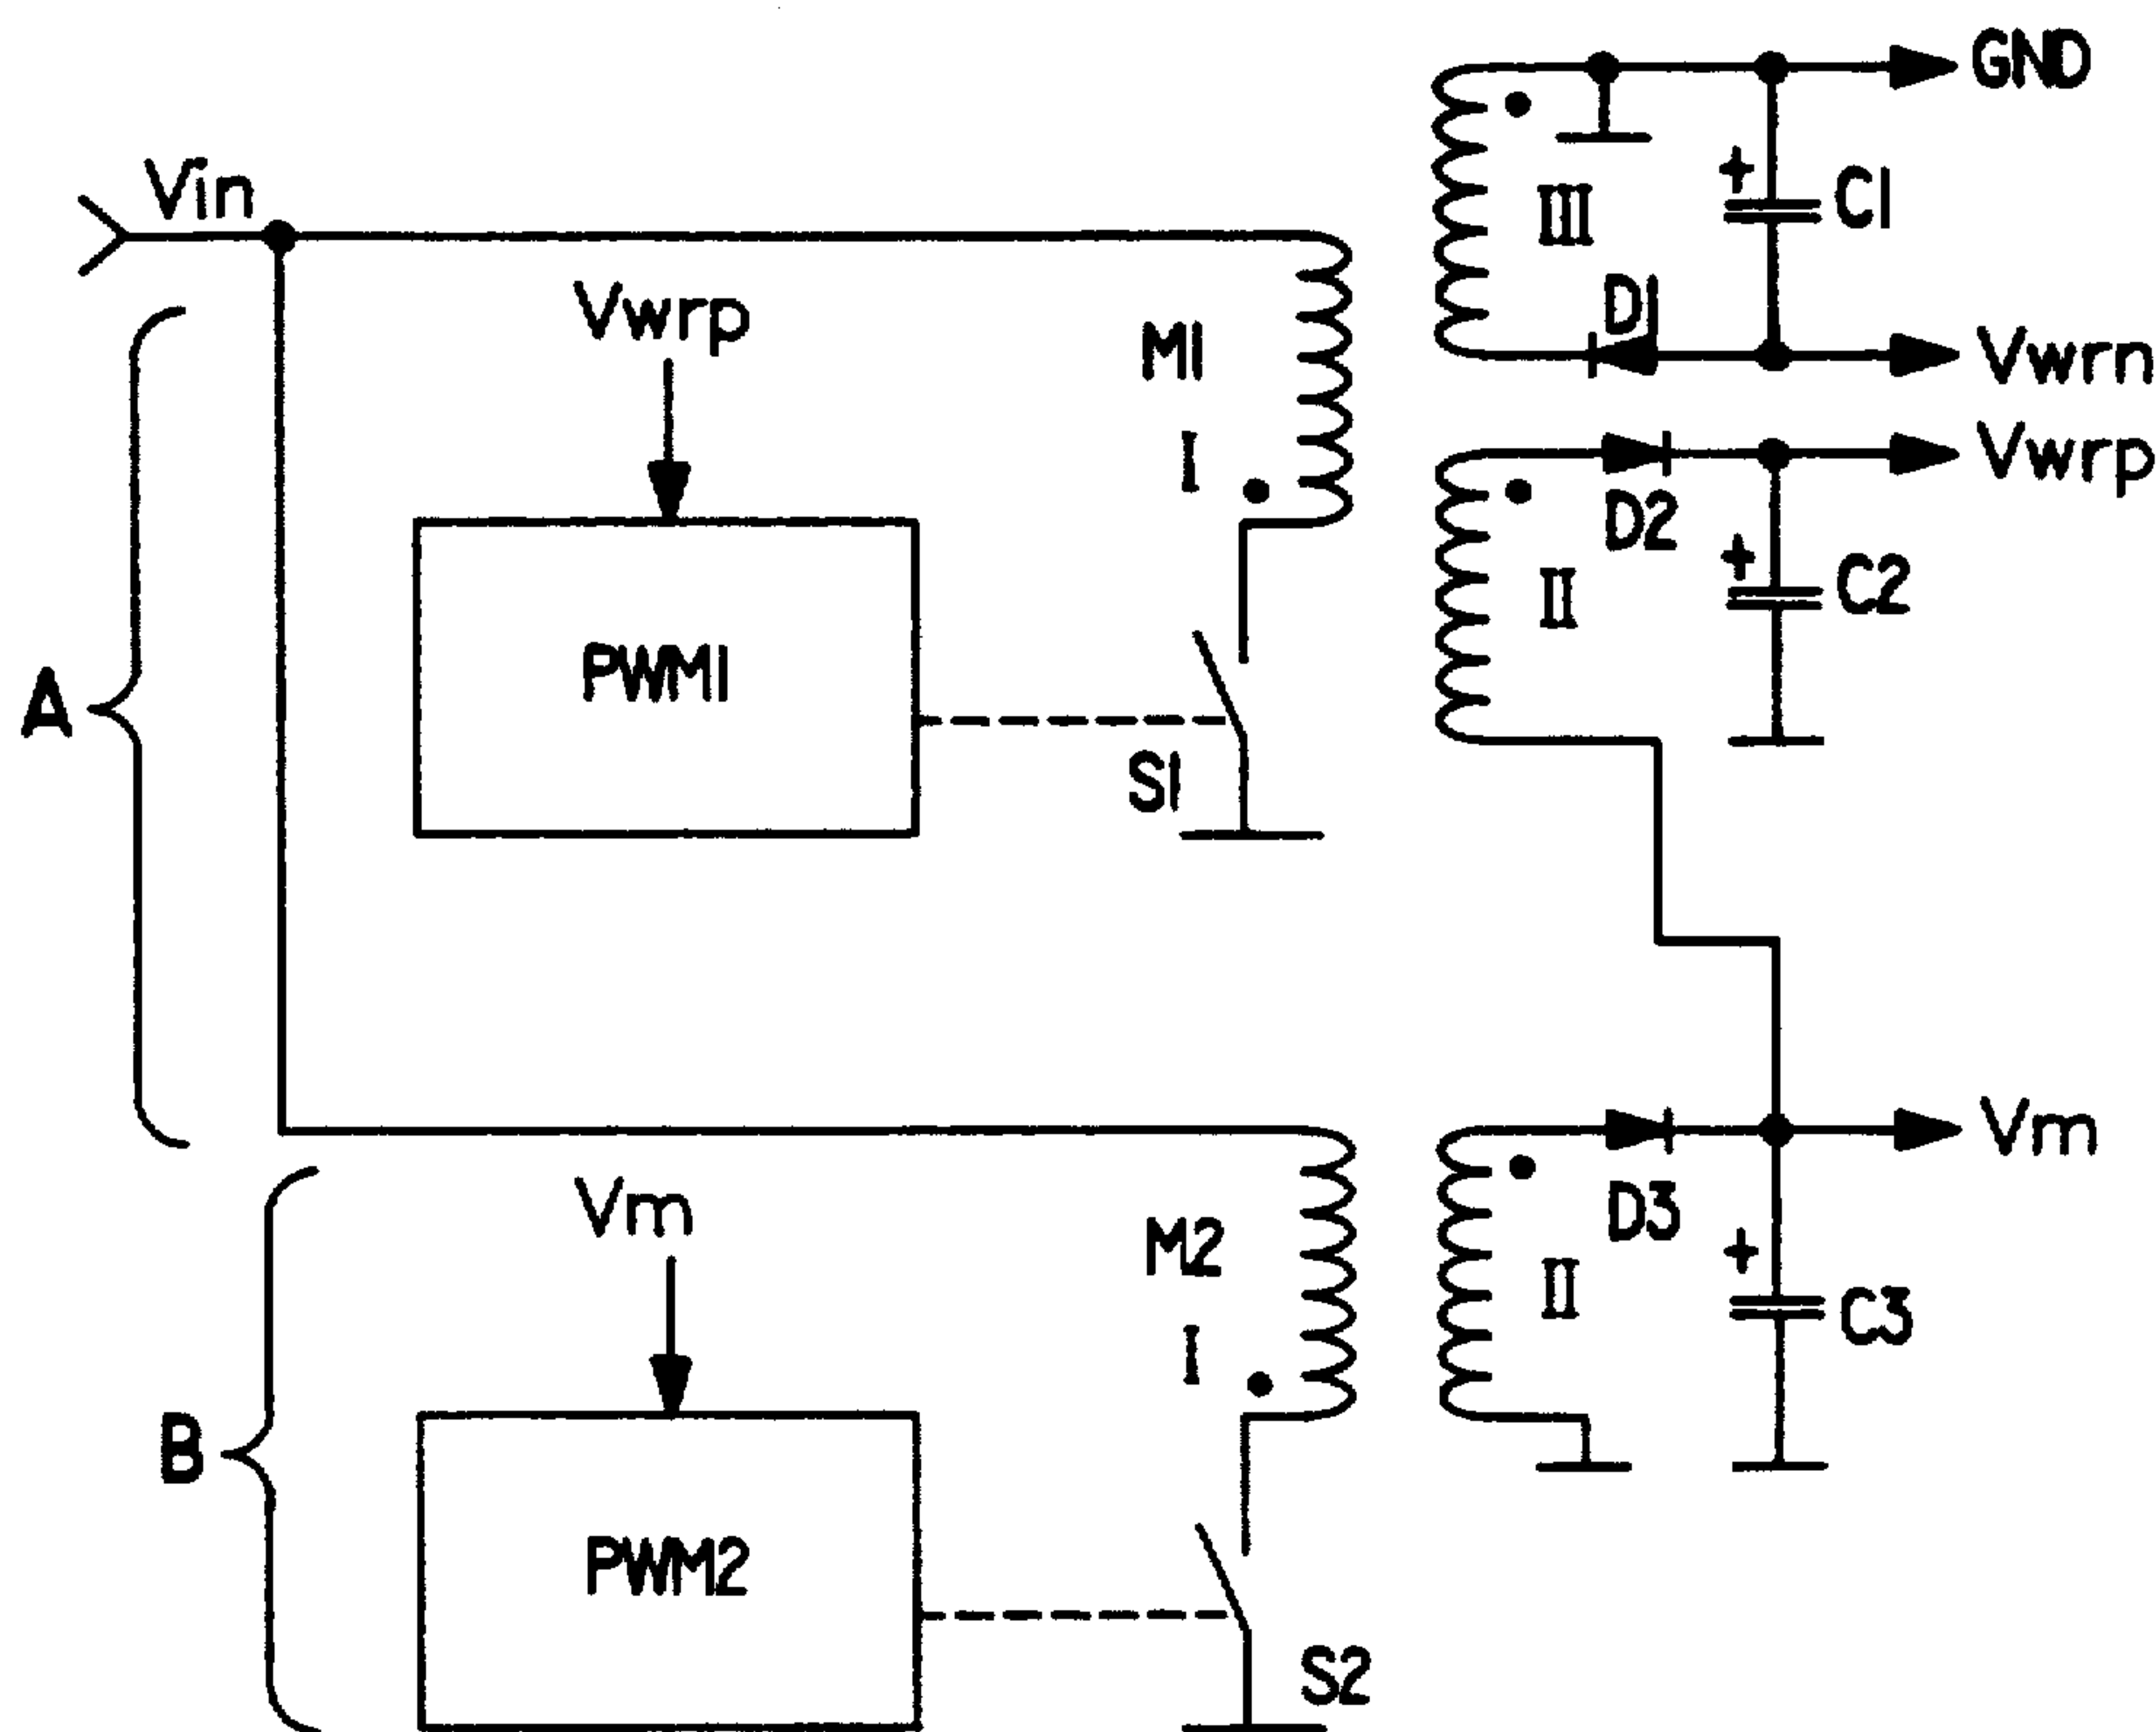 GND
Vin
+
C1
III
D1
Vwrp
M1
Vwrn
I
Vwrp
D2
+
C2
II
PWM1
A
S1
Vm
Vm
D3
M2
+
II
C3
I
B
PWM2
S2